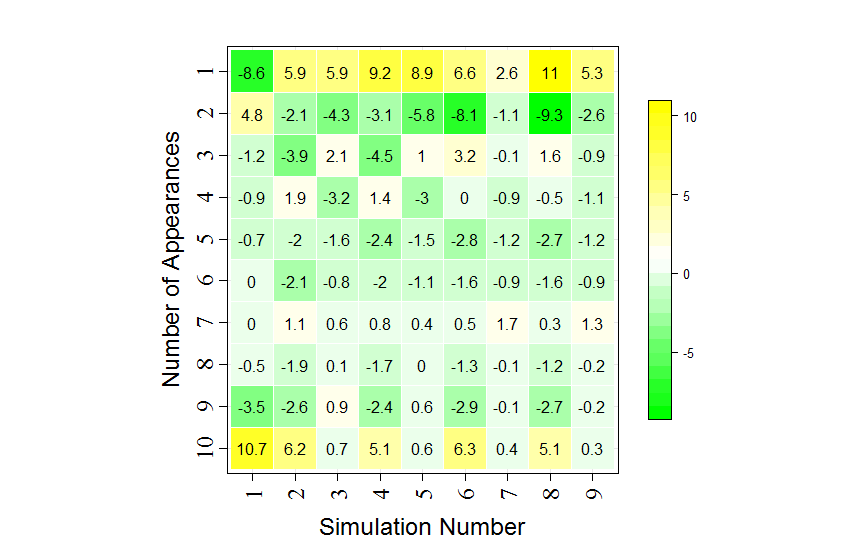 Number of Appearances
1 -8.6 5.9 5.9 9.2 8.9 6.6 2.6 11 5.3
2 4.8 -2.1 -4.3 -3.1 -5.8 -8.1 -1.1 -9.3 -2.6
3 -1.2 -3.9 2.1 -4.5 1 3.2 -0.1 1.6 -0.9
4 -0.9 1.9 -3.2 1.4 -3 0 -0.9 -0.5 -1.1
5 -0.7 -2 -1.6 -2.4 -1.5 -2.8 -1.2 -2.7 -1.2
6 0 -2.1 -0.8 -2 -1.1 -1.6 -0.9 -1.6 -0.9
7 0 1.1 0.6 0.8 0.4 0.5 1.7 0.3 1.3
8 -0.5 -1.9 0.1 -1.7 0 -1.3 -0.1 -1.2 -0.2
9 -3.5 -2.6 0.9 -2.4 0.6 -2.9 -0.1 -2.7 -0.2
10 10.7 6.2 0.7 5.1 0.6 6.3 0.4 5.1 0.3
1 2 3 4 5 6 7 8 9
Simulation Number
10
5
0
-5